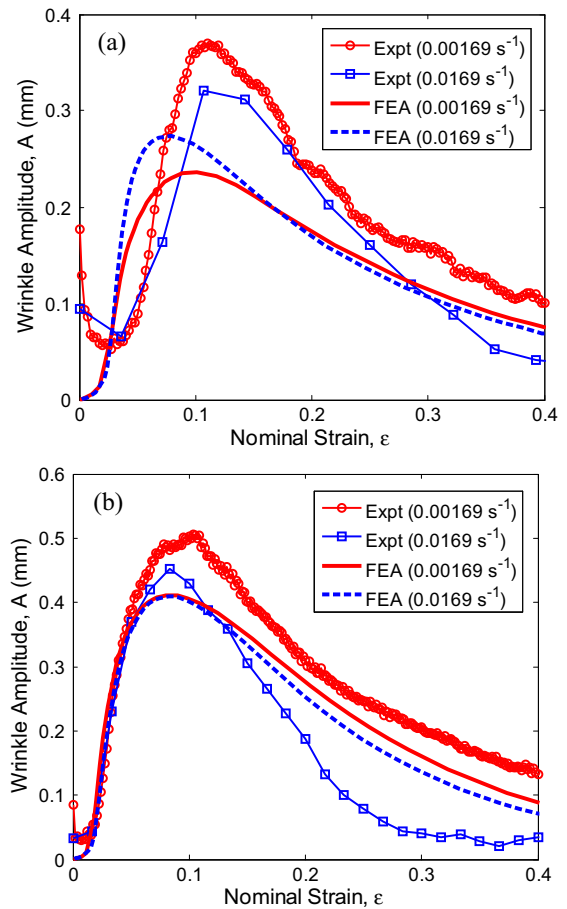 (a)
Expt (0.00169 s⁻¹)
Expt (0.0169 s⁻¹)
FEA (0.00169 s⁻¹)
FEA (0.0169 s⁻¹)
Wrinkle Amplitude, A (mm)
0.4
0.3
0.2
0.1
0
0 0.1 0.2 0.3 0.4
Nominal Strain, ε
(b)
Expt (0.00169 s⁻¹)
Expt (0.0169 s⁻¹)
FEA (0.00169 s⁻¹)
FEA (0.0169 s⁻¹)
Wrinkle Amplitude, A (mm)
0.6
0.5
0.4
0.3
0.2
0.1
0
0 0.1 0.2 0.3 0.4
Nominal Strain, ε